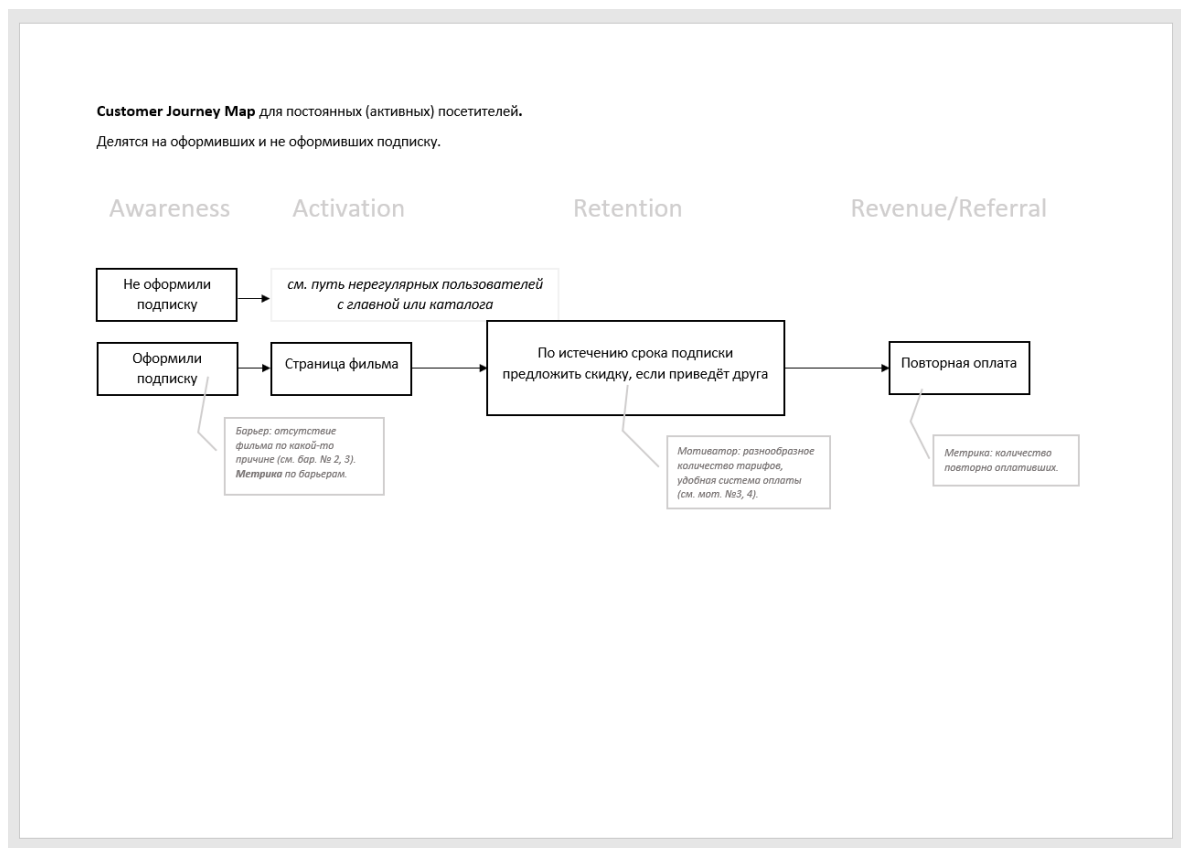 Customer Journey Map для постоянных (активных) посетителей.
Делятся на оформивших и не оформивших подписку.
Awareness Activation Retention Revenue/Referral
Не оформили
подписку
см. путь нерегулярных пользователей
с главной или каталога
Оформили
подписку
Страница фильма
По истечению срока подписки
предложить скидку, если приведёт друга
Повторная оплата
Барьер: отсутствие
фильма по какой-то
причине (см. бар. № 2, 3).
Метрика по барьерам.
Мотиватор: разнообразное
количество тарифов,
удобная система оплаты
(см. мот. №3, 4).
Метрика: количество
повторно оплативших.